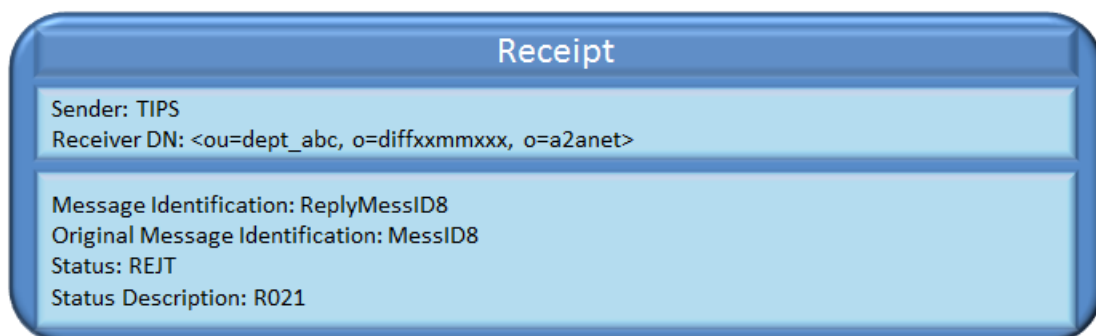 Receipt
Sender: TIPS
Receiver DN: <ou=dept_abc, o=diffxxmmxxx, o=a2anet>
Message Identification: ReplyMessID8
Original Message Identification: MessID8
Status: REJT
Status Description: R021